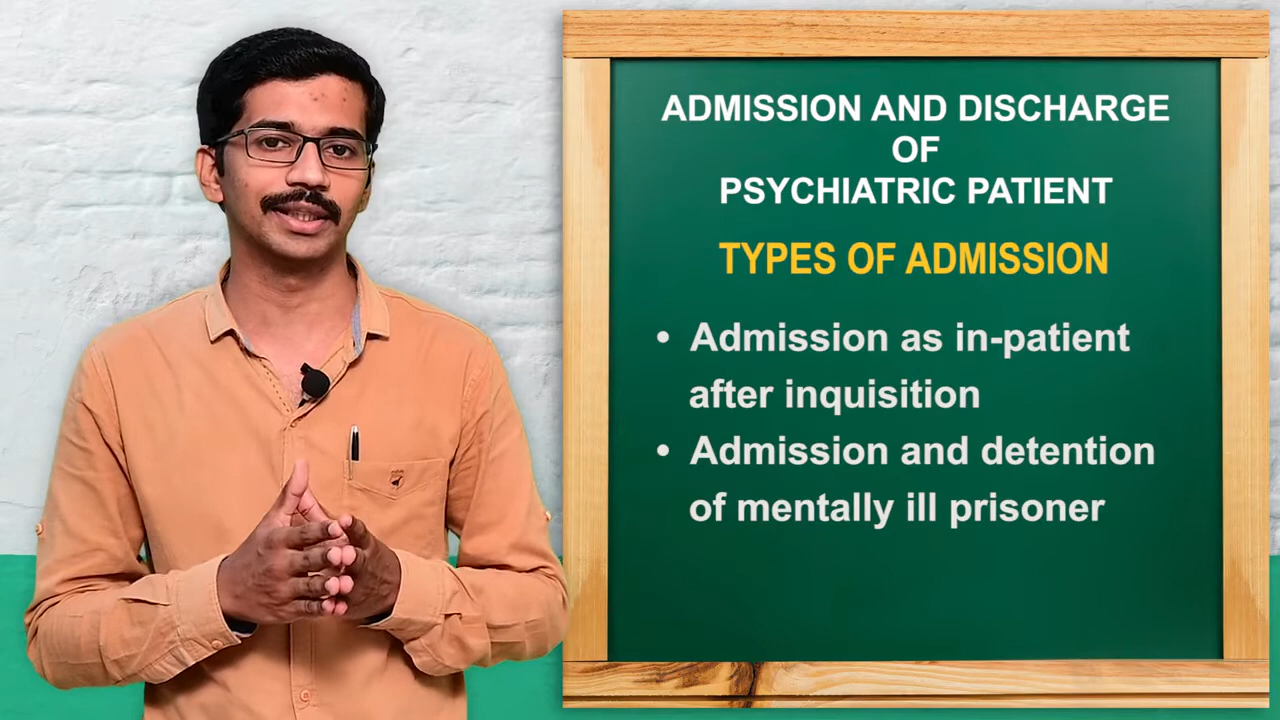 ADMISSION AND DISCHARGE
OF
PSYCHIATRIC PATIENT
TYPES OF ADMISSION
• Admission as in-patient
after inquisition
• Admission and detention
of mentally ill prisoner